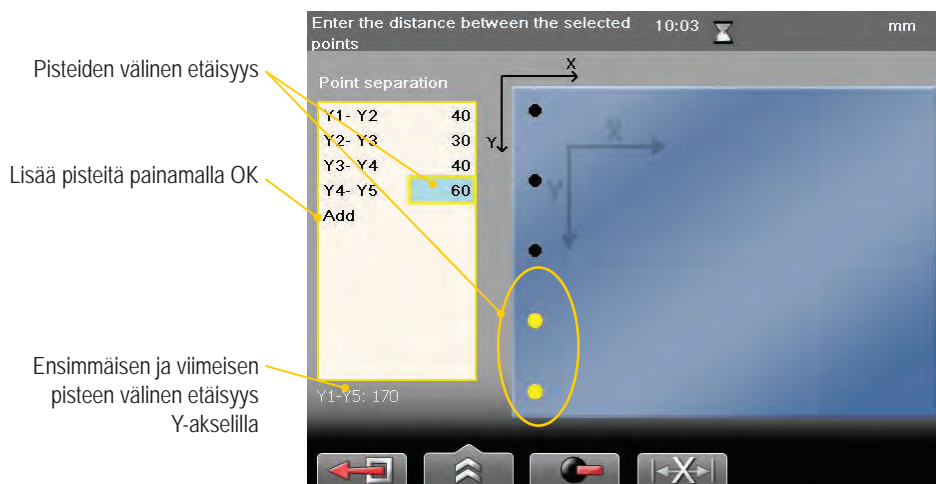 Enter the distance between the selected
points
10:03
mm
Pisteiden välinen etäisyys
Point separation
X
Y
Y1- Y2 40
Y2- Y3 30
Y3- Y4 40
Y4- Y5 60
Add
X
Y
Lisää pisteitä painamalla OK
Ensimmäisen ja viimeisen
pisteen välinen etäisyys
Y-akselilla
Y1-Y5: 170
X